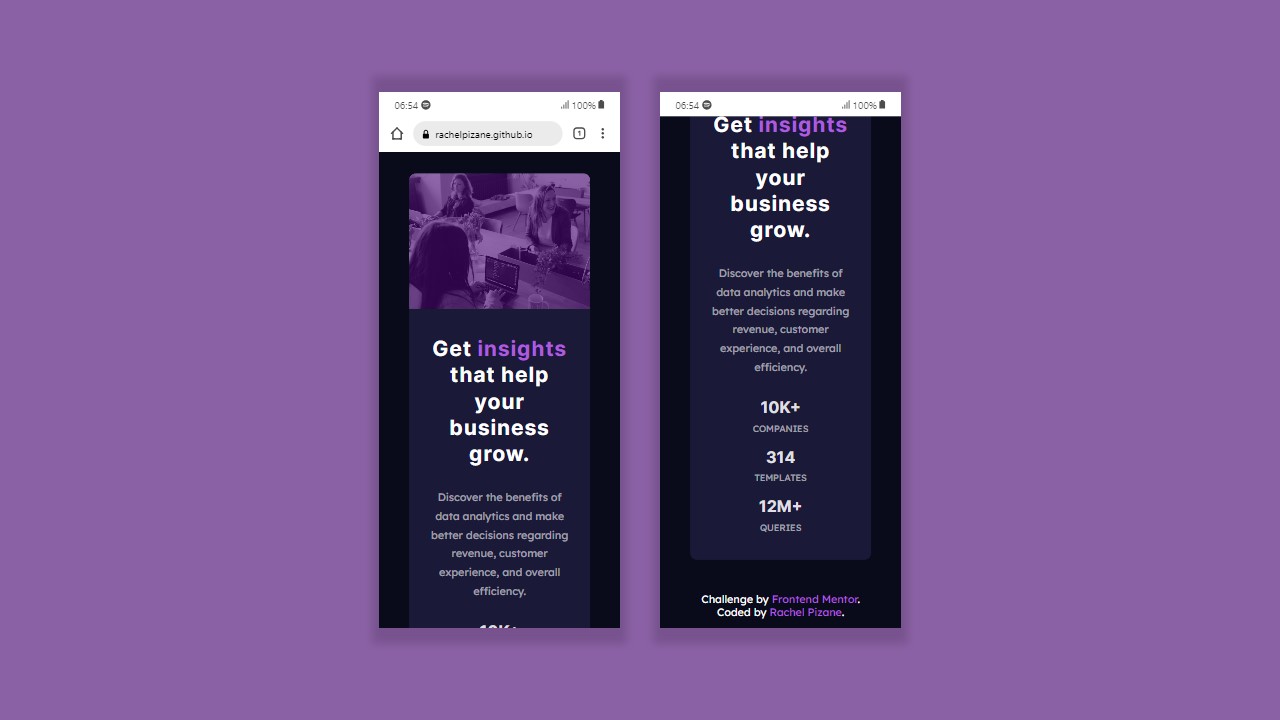 06:54 100%
rachelpizane.github.io 1
Get insights
that help
your
business
grow.
Discover the benefits of
data analytics and make
better decisions regarding
revenue, customer
experience, and overall
efficiency.
10K+
06:54 100%
Get insights
that help
your
business
grow.
Discover the benefits of
data analytics and make
better decisions regarding
revenue, customer
experience, and overall
efficiency.
10K+
COMPANIES
314
TEMPLATES
12M+
QUERIES
Challenge by Frontend Mentor.
Coded by Rachel Pizane.